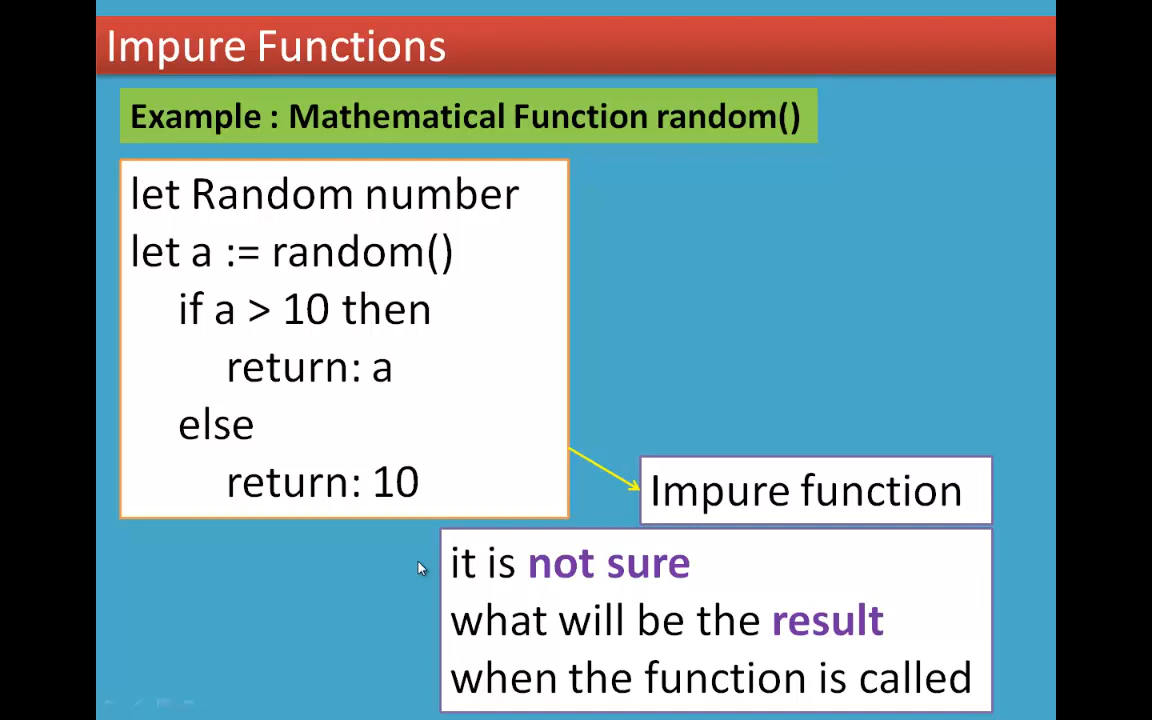 Impure Functions
Example : Mathematical Function random()
let Random number
let a := random()
if a > 10 then
return: a
else
return: 10
Impure function
it is not sure
what will be the result
when the function is called